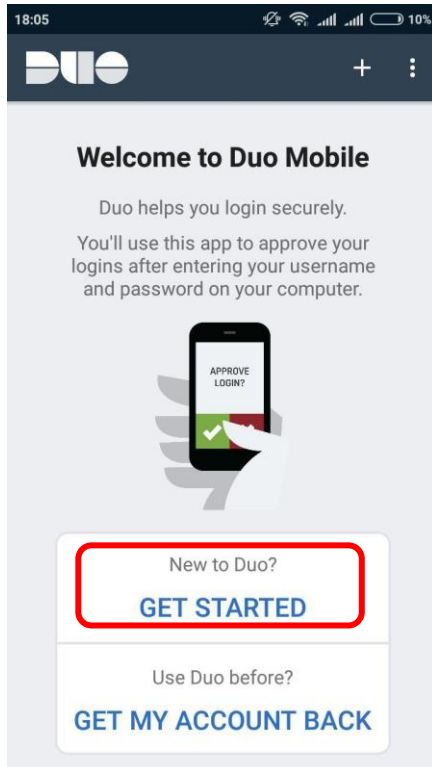 18:05 10%
DUO + 
Welcome to Duo Mobile
Duo helps you login securely.
You'll use this app to approve your
logins after entering your username
and password on your computer.
APPROVE
LOGIN?
New to Duo?
GET STARTED
Use Duo before?
GET MY ACCOUNT BACK